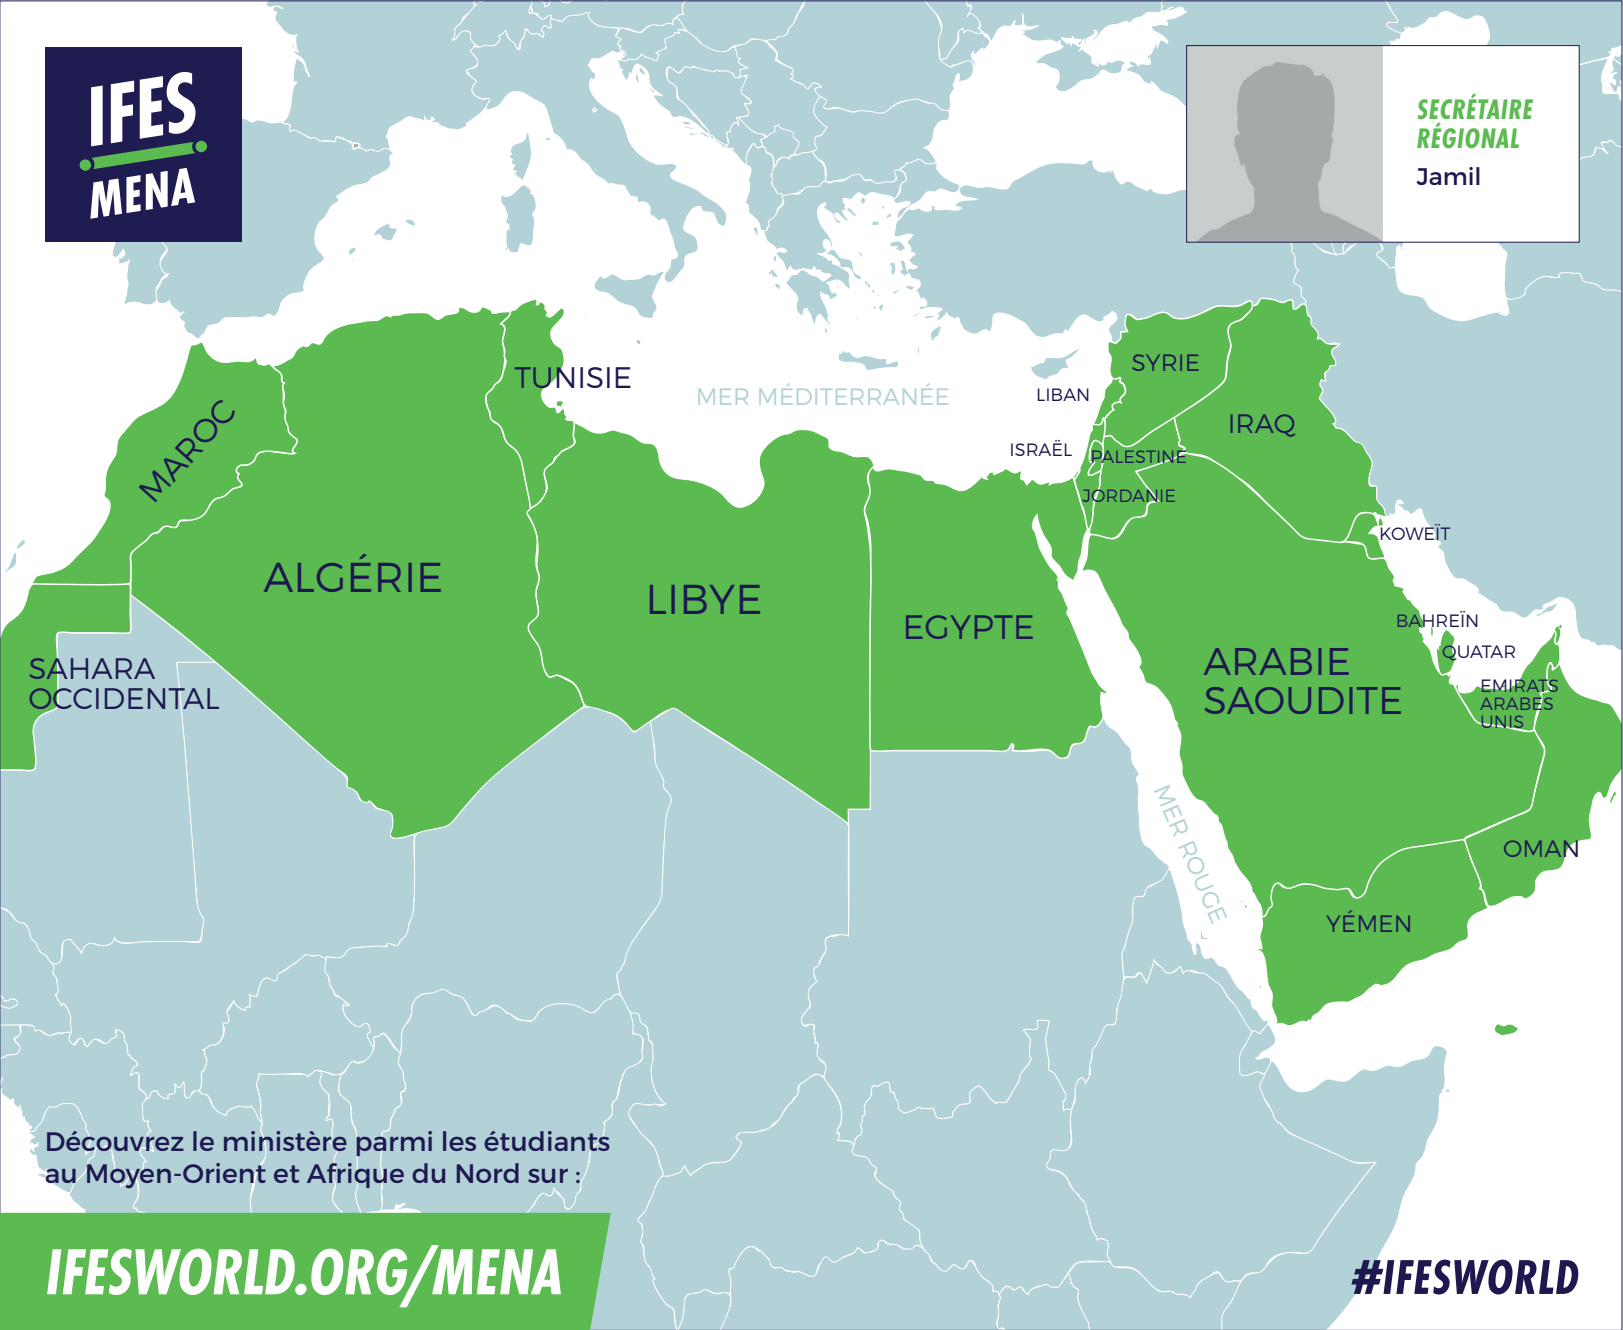 IFES
MENA
SECRÉTAIRE
RÉGIONAL
Jamil
TUNISIE
MER MÉDITERRANÉE
SYRIE
LIBAN
IRAQ
MAROC
ISRAËL
PALESTINE
JORDANIE
KOWEÏT
ALGÉRIE
LIBYE
EGYPTE
BAHREÏN
QUATAR
ARABIE
SAOUDITE
EMIRATS
ARABES
UNIS
SAHARA
OCCIDENTAL
MER ROUGE
OMAN
YÉMEN
Découvrez le ministère parmi les étudiants
au Moyen-Orient et Afrique du Nord sur :
IFESWORLD.ORG/MENA
#IFESWORLD